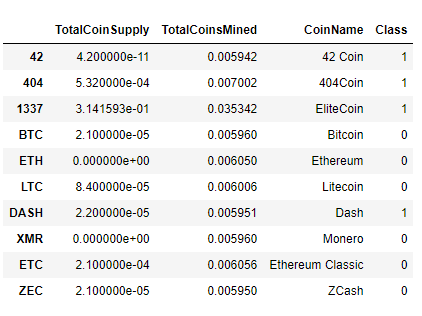 TotalCoinSupply TotalCoinsMined CoinName Class
42 4.200000e-11 0.005942 42 Coin 1
404 5.320000e-04 0.007002 404Coin 1
1337 3.141593e-01 0.035342 EliteCoin 1
BTC 2.100000e-05 0.005960 Bitcoin 0
ETH 0.000000e+00 0.006050 Ethereum 0
LTC 8.400000e-05 0.006006 Litecoin 0
DASH 2.200000e-05 0.005951 Dash 1
XMR 0.000000e+00 0.005960 Monero 0
ETC 2.100000e-04 0.006056 Ethereum Classic 0
ZEC 2.100000e-05 0.005950 ZCash 0